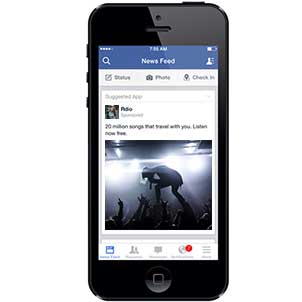 7:55 AM
News Feed
Status
Photo
Check In
Suggested App
Rdio
Sponsored
20 million songs that travel with you. Listen
now free.
News Feed
Requests
Messages
Notifications
More